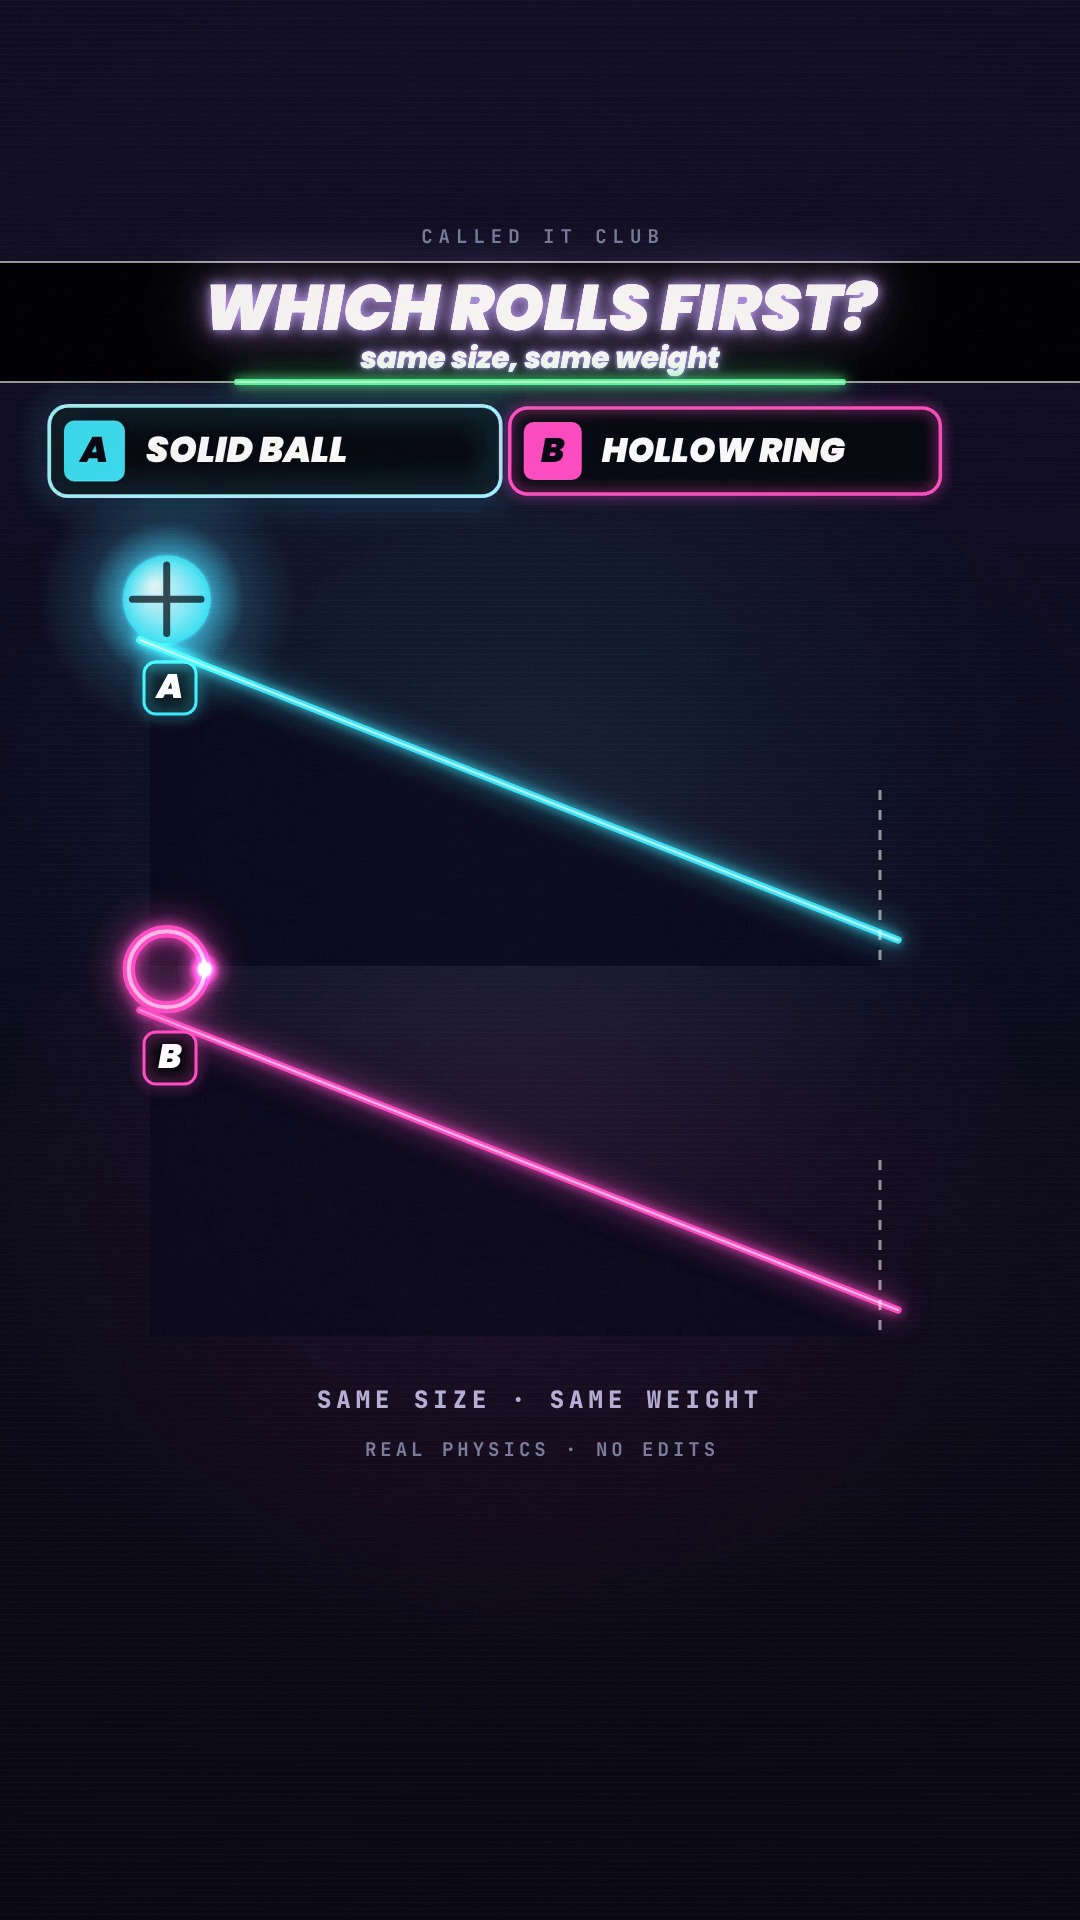 CALLED IT CLUB
WHICH ROLLS FIRST?
same size, same weight
A SOLID BALL
B HOLLOW RING
A
B
SAME SIZE · SAME WEIGHT
REAL PHYSICS · NO EDITS